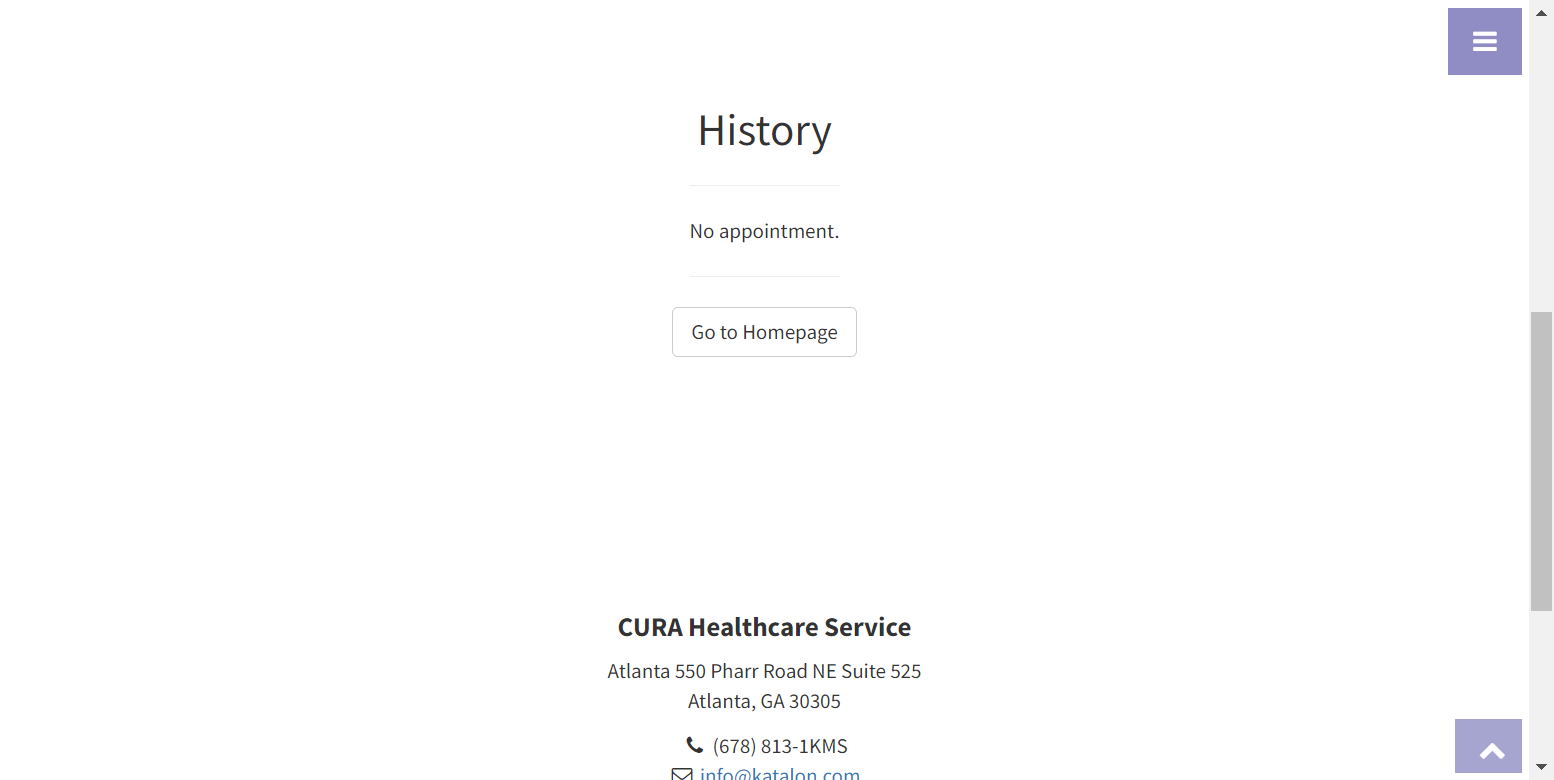 History
No appointment.
Go to Homepage
CURA Healthcare Service
Atlanta 550 Pharr Road NE Suite 525
Atlanta, GA 30305
(678) 813-1KMS
info@katalon.com